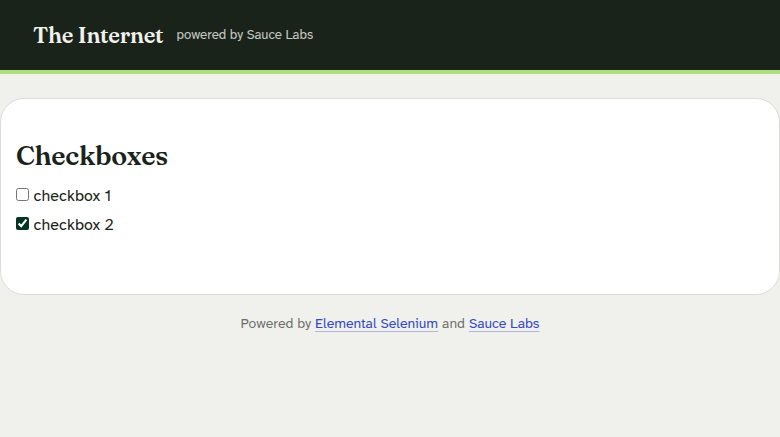 The Internet powered by Sauce Labs
Checkboxes
checkbox 1
checkbox 2
Powered by Elemental Selenium and Sauce Labs